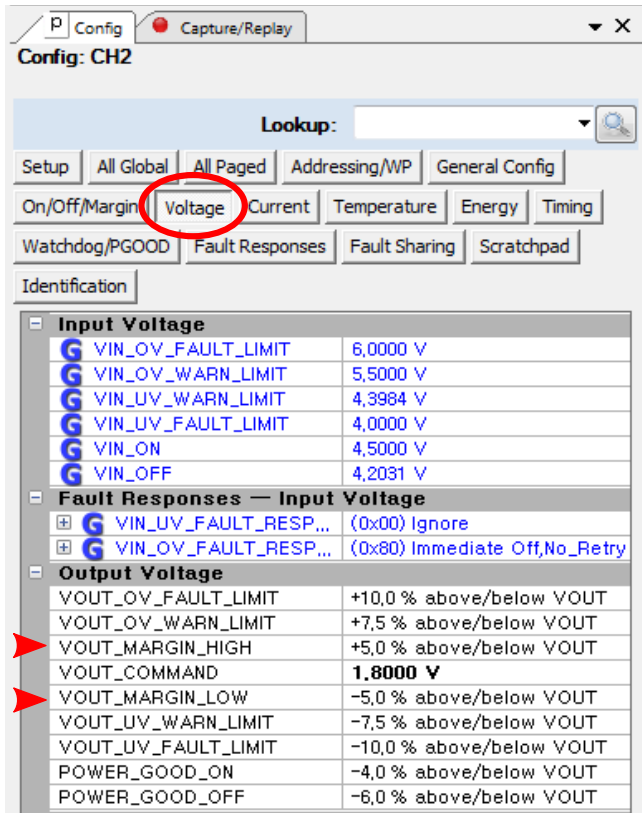 Config Capture/Replay
Config: CH2
Lookup:
Setup All Global All Paged Addressing/WP General Config
On/Off/Margin Voltage Current Temperature Energy Timing
Watchdog/PGOOD Fault Responses Fault Sharing Scratchpad
Identification
Input Voltage
G VIN_OV_FAULT_LIMIT 6,0000 V
G VIN_OV_WARN_LIMIT 5,5000 V
G VIN_UV_WARN_LIMIT 4,3984 V
G VIN_UV_FAULT_LIMIT 4,0000 V
G VIN_ON 4,5000 V
G VIN_OFF 4,2031 V
Fault Responses — Input Voltage
G VIN_UV_FAULT_RESP... (0x00) Ignore
G VIN_OV_FAULT_RESP... (0x80) Immediate Off,No_Retry
Output Voltage
VOUT_OV_FAULT_LIMIT +10,0 % above/below VOUT
VOUT_OV_WARN_LIMIT +7,5 % above/below VOUT
VOUT_MARGIN_HIGH +5,0 % above/below VOUT
VOUT_COMMAND 1,8000 V
VOUT_MARGIN_LOW -5,0 % above/below VOUT
VOUT_UV_WARN_LIMIT -7,5 % above/below VOUT
VOUT_UV_FAULT_LIMIT -10,0 % above/below VOUT
POWER_GOOD_ON -4,0 % above/below VOUT
POWER_GOOD_OFF -6,0 % above/below VOUT